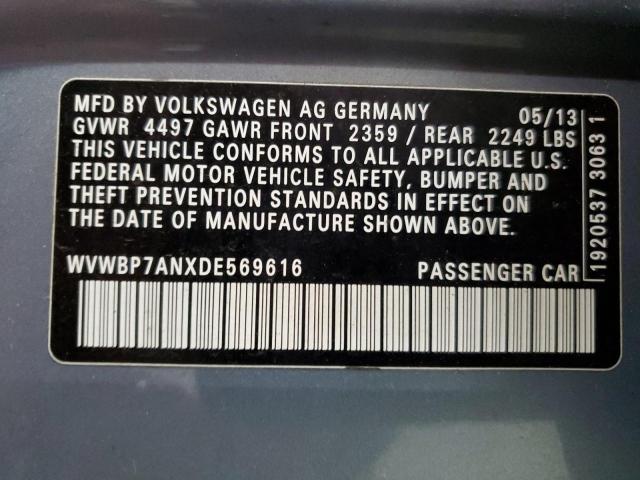 MFD BY VOLKSWAGEN AG GERMANY 05/13
GVWR 4497 GAWR FRONT 2359 / REAR 2249 LBS
THIS VEHICLE CONFORMS TO ALL APPLICABLE U.S.
FEDERAL MOTOR VEHICLE SAFETY, BUMPER AND
THEFT PREVENTION STANDARDS IN EFFECT ON
THE DATE OF MANUFACTURE SHOWN ABOVE.
WVWBP7ANXDE569616 PASSENGER CAR
1920537 3063 1